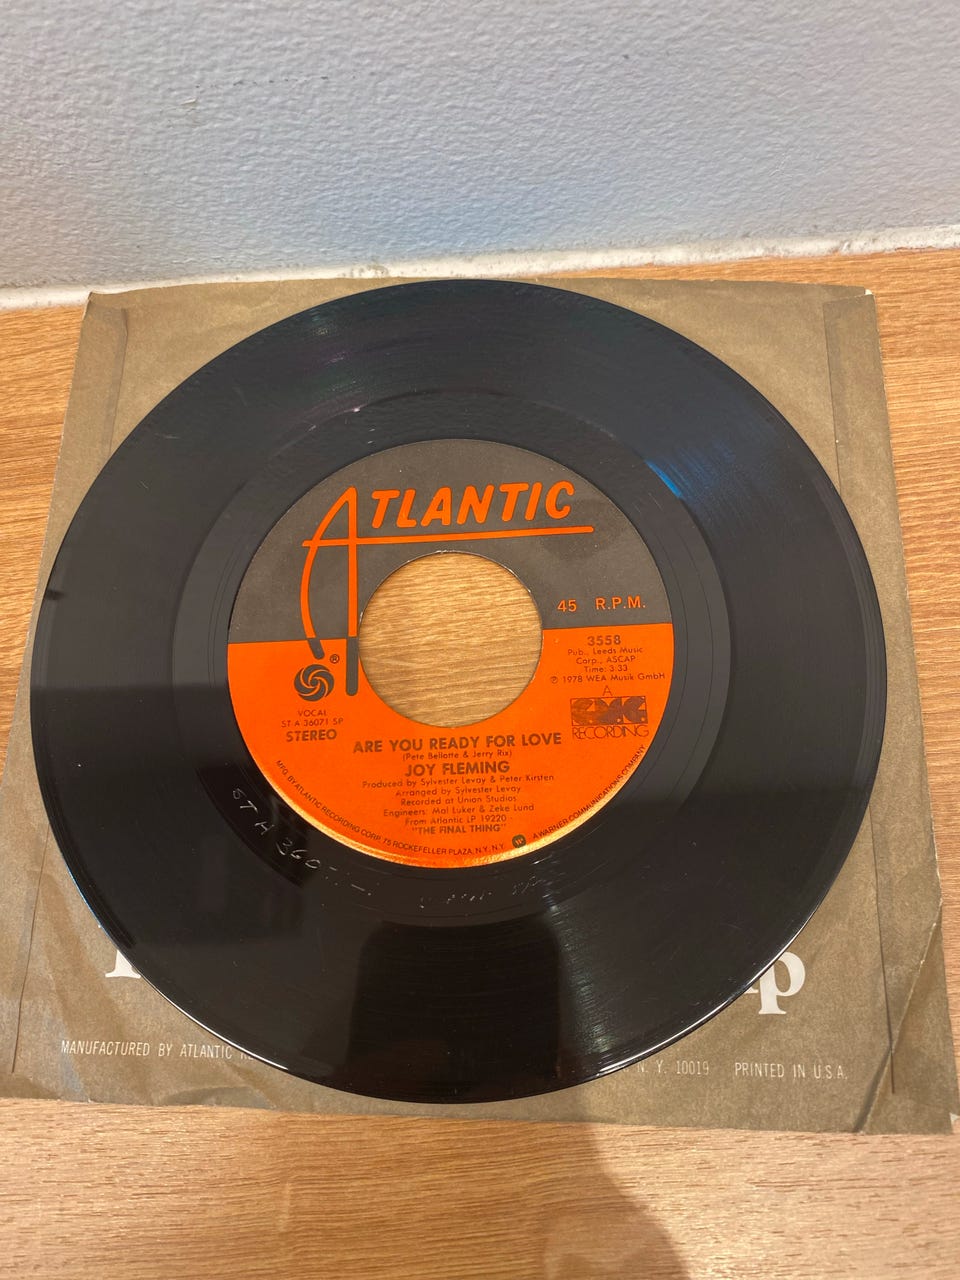 ATLANTIC
®
45 R.P.M.
3558
Pub., Leeds Music
Corp., ASCAP
Time: 3:33
℗ 1978 WEA Musik GmbH
A
RECORDING
VOCAL
ST A 36071 SP
STEREO
ARE YOU READY FOR LOVE
(Pete Bellotte & Jerry Rix)
JOY FLEMING
Produced by Sylvester Levay & Peter Kirsten
Arranged by Sylvester Levay
Recorded at Union Studios
Engineers: Mal Luker & Zeke Lund
From Atlantic LP 19220
"THE FINAL THING"
MFG. BY ATLANTIC RECORDING CORP. 75 ROCKEFELLER PLAZA, N.Y. N.Y. A WARNER COMMUNICATIONS COMPANY
ST A 360
MANUFACTURED BY ATLANTIC N. Y. 10019 PRINTED IN U.S.A.